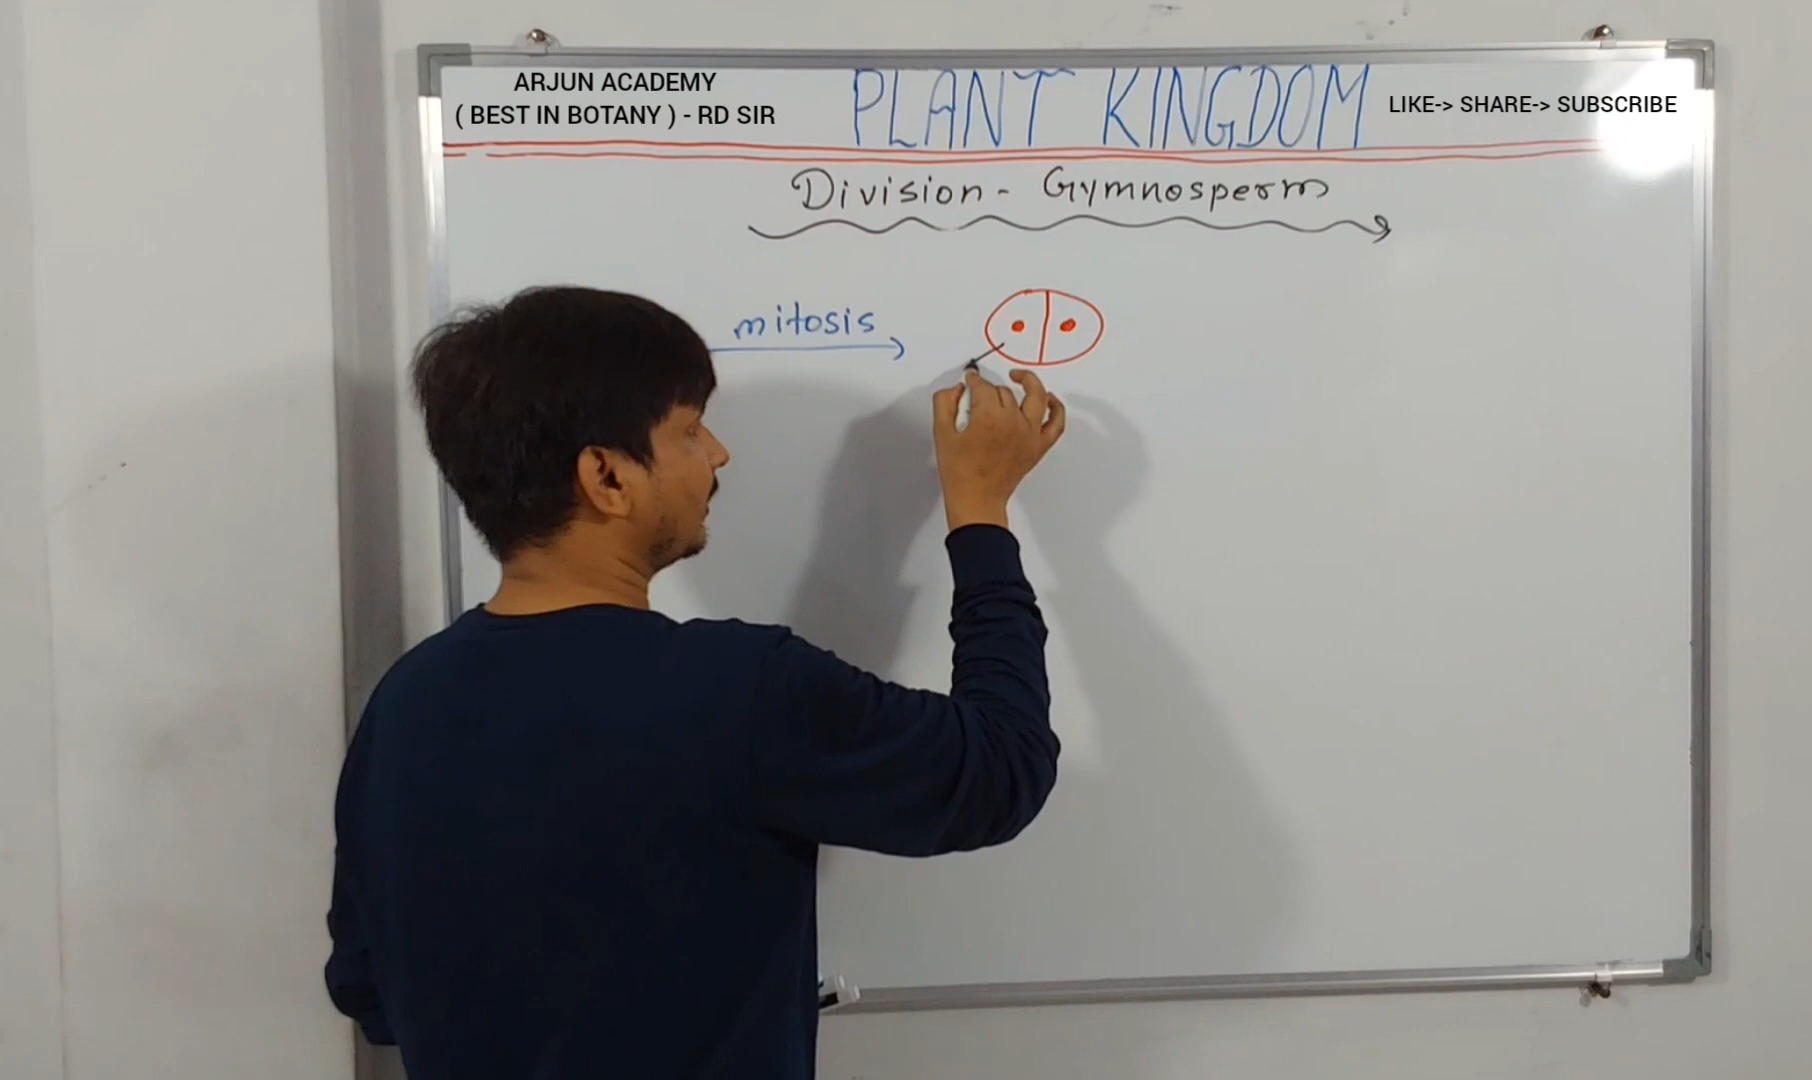 ARJUN ACADEMY
( BEST IN BOTANY ) - RD SIR
PLANT KINGDOM
LIKE-> SHARE-> SUBSCRIBE
Division - Gymnosperm
mitosis